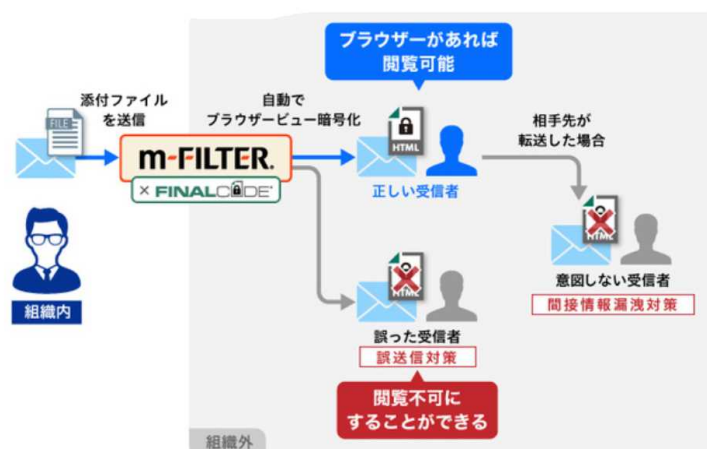 ブラウザーがあれば
閲覧可能
添付ファイル
を送信
自動で
ブラウザービュー暗号化
相手先が
転送した場合
FILE
HTML
m-FILTER®
× FINALCODE®
正しい受信者
HTML
意図しない受信者
間接情報漏洩対策
組織内
HTML
誤った受信者
誤送信対策
閲覧不可に
することができる
組織外